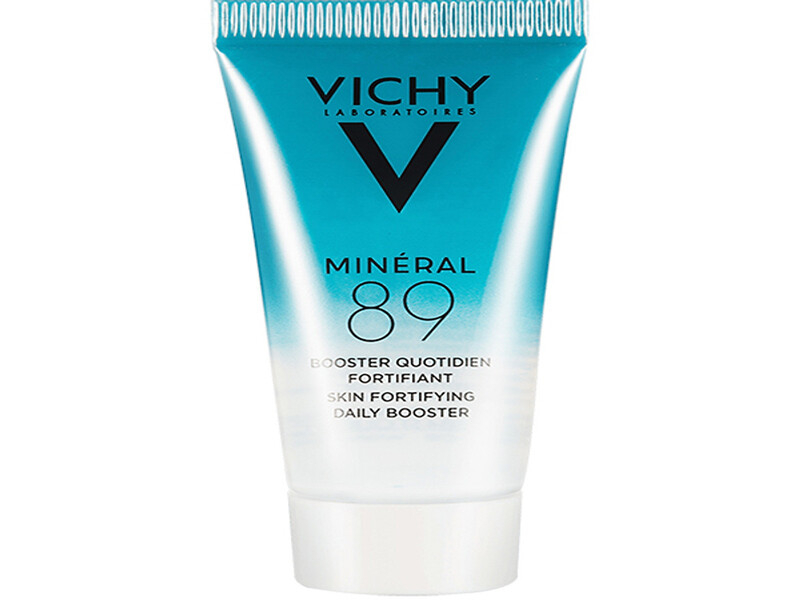 VICHY
LABORATOIRES
V
MINÉRAL
89
BOOSTER QUOTIDIEN
FORTIFIANT
SKIN FORTIFYING
DAILY BOOSTER